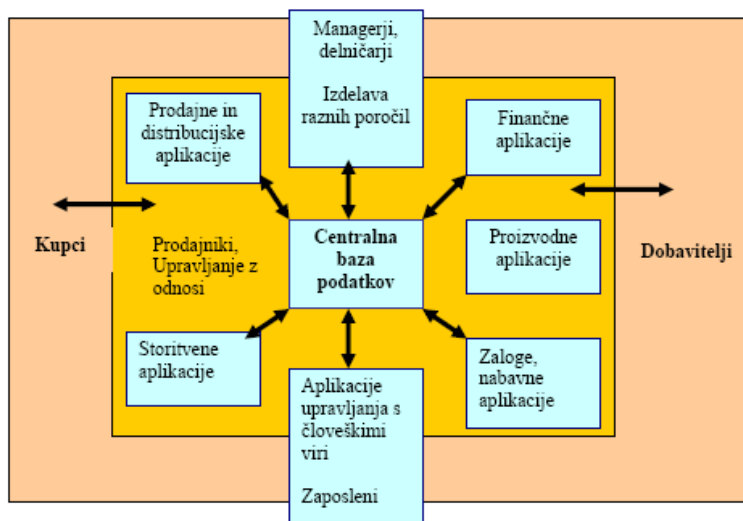 Managerji,
delničarji
Izdelava
raznih poročil
Prodajne in
distribucijske
aplikacije
Finančne
aplikacije
Kupci
Prodajniki,
Upravljanje z
odnosi
Centralna
baza
podatkov
Proizvodne
aplikacije
Dobavitelji
Storitvene
aplikacije
Aplikacije
upravljanja s
človeškimi
viri
Zaposleni
Zaloge,
nabavne
aplikacije